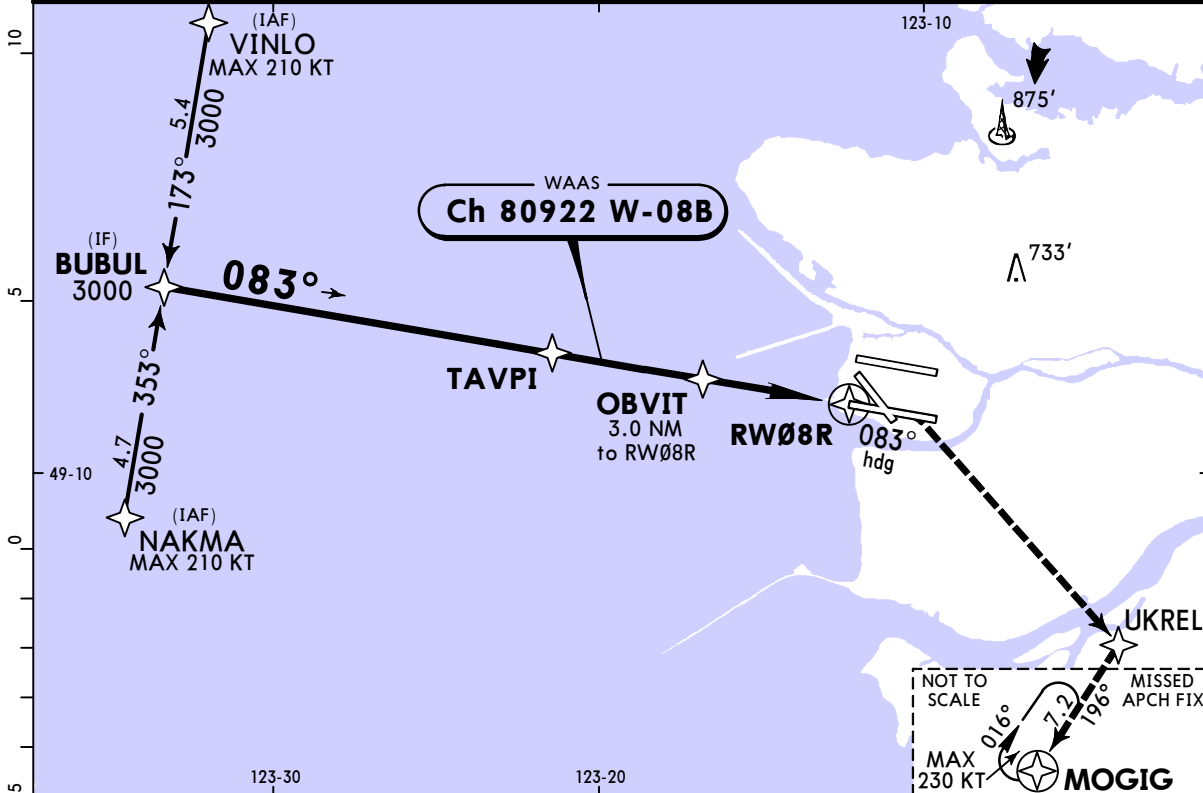 (IAF)
VINLO
MAX 210 KT
123-10
10
5.4
3000
173°
875'
WAAS
Ch 80922 W-08B
733'
(IF)
BUBUL
3000
083°
5
TAVPI
OBVIT
3.0 NM
to RWØ8R
RWØ8R
083°
hdg
353°
4.7
3000
49-10
(IAF)
NAKMA
MAX 210 KT
0
UKREL
NOT TO
SCALE
MISSED
APCH FIX
016°
7.2
196°
MAX
230 KT
MOGIG
5
123-30
123-20